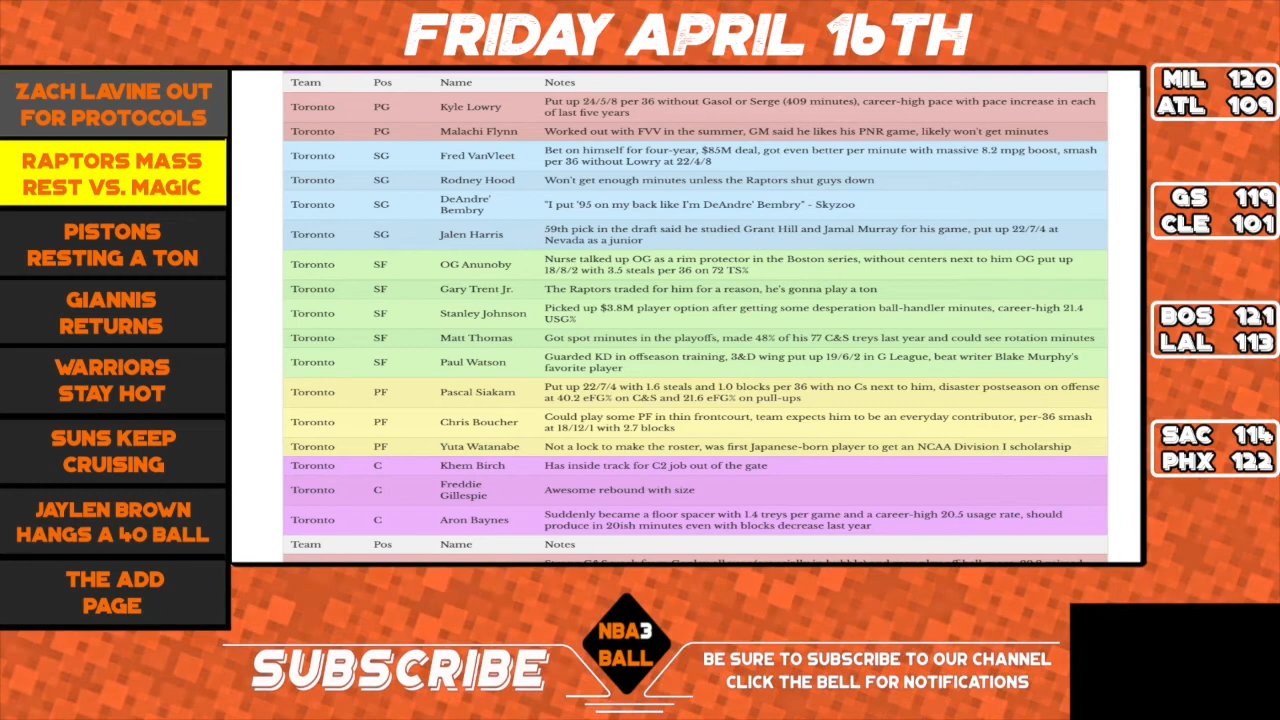 FRIDAY APRIL 16TH
ZACH LAVINE OUT
FOR PROTOCOLS
RAPTORS MASS
REST VS. MAGIC
PISTONS
RESTING A TON
GIANNIS
RETURNS
WARRIORS
STAY HOT
SUNS KEEP
CRUISING
JAYLEN BROWN
HANGS A 40 BALL
THE ADD
PAGE
Team Pos Name Notes
Toronto PG Kyle Lowry Put up 24/5/8 per 36 without Gasol or Serge (409 minutes), career-high pace with pace increase in each
of last five years
Toronto PG Malachi Flynn Worked out with FVV in the summer, GM said he likes his PNR game, likely won't get minutes
Toronto SG Fred VanVleet Bet on himself for four-year, $85M deal, got even better per minute with massive 8.2 mpg boost, smash
per 36 without Lowry at 22/4/8
Toronto SG Rodney Hood Won't get enough minutes unless the Raptors shut guys down
Toronto SG DeAndre' Bembry "I put '95 on my back like I'm DeAndre' Bembry" - Skyzoo
Toronto SG Jalen Harris 59th pick in the draft said he studied Grant Hill and Jamal Murray for his game, put up 22/7/4 at
Nevada as a junior
Toronto SF OG Anunoby Nurse talked up OG as a rim protector in the Boston series, without centers next to him OG put up
18/8/2 with 3.5 steals per 36 on 72 TS%
Toronto SF Gary Trent Jr. The Raptors traded for him for a reason, he's gonna play a ton
Toronto SF Stanley Johnson Picked up $3.8M player option after getting some desperation ball-handler minutes, career-high 21.4
USG%
Toronto SF Matt Thomas Got spot minutes in the playoffs, made 48% of his 77 C&S treys last year and could see rotation minutes
Toronto SF Paul Watson Guarded KD in offseason training, 3&D wing put up 19/6/2 in G League, beat writer Blake Murphy's
favorite player
Toronto PF Pascal Siakam Put up 22/7/4 with 1.6 steals and 1.0 blocks per 36 with no Cs next to him, disaster postseason on offense
at 40.2 eFG% on C&S and 21.6 eFG% on pull-ups
Toronto PF Chris Boucher Could play some PF in thin frontcourt, team expects him to be an everyday contributor, per-36 smash
at 18/12/1 with 2.7 blocks
Toronto PF Yuta Watanabe Not a lock to make the roster, was first Japanese-born player to get an NCAA Division I scholarship
Toronto C Khem Birch Has inside track for C2 job out of the gate
Toronto C Freddie Gillespie Awesome rebound with size
Toronto C Aron Baynes Suddenly became a floor spacer with 1.4 treys per game and a career-high 20.5 usage rate, should
produce in 20ish minutes even with blocks decrease last year
Team Pos Name Notes
MIL 120
ATL 109
GS 119
CLE 101
BOS 121
LAL 113
SAC 114
PHX 122
SUBSCRIBE
NBA3
BALL
BE SURE TO SUBSCRIBE TO OUR CHANNEL
CLICK THE BELL FOR NOTIFICATIONS